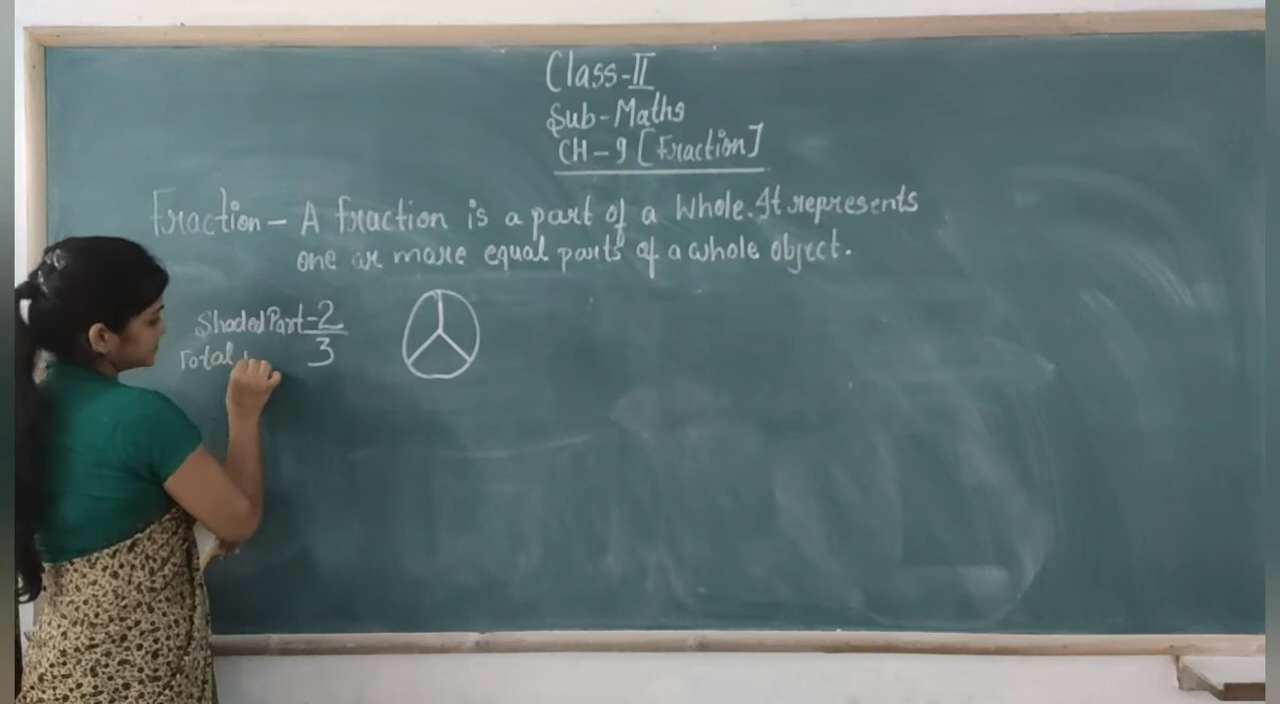 Class-II
Sub-Maths
CH-9 [Fraction]
Fraction - A fraction is a part of a whole. It represents
one or more equal parts of a whole object.
Shaded Part-2
Total 3